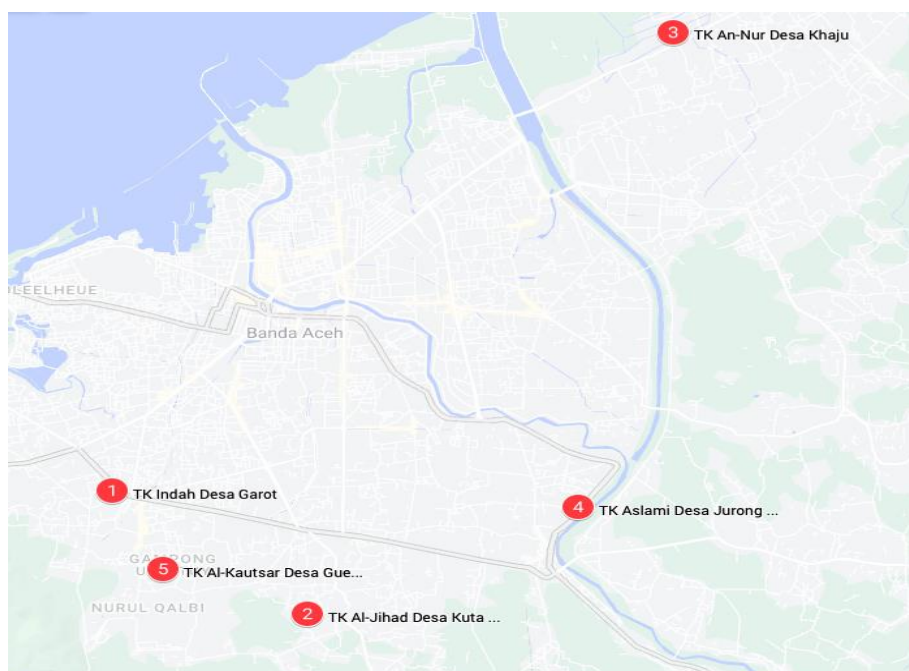 3 TK An-Nur Desa Khaju
Banda Aceh
1 TK Indah Desa Garot
4 TK Aslami Desa Jurong ...
5 TK Al-Kautsar Desa Gue...
NURUL QALBI
2 TK Al-Jihad Desa Kuta ...